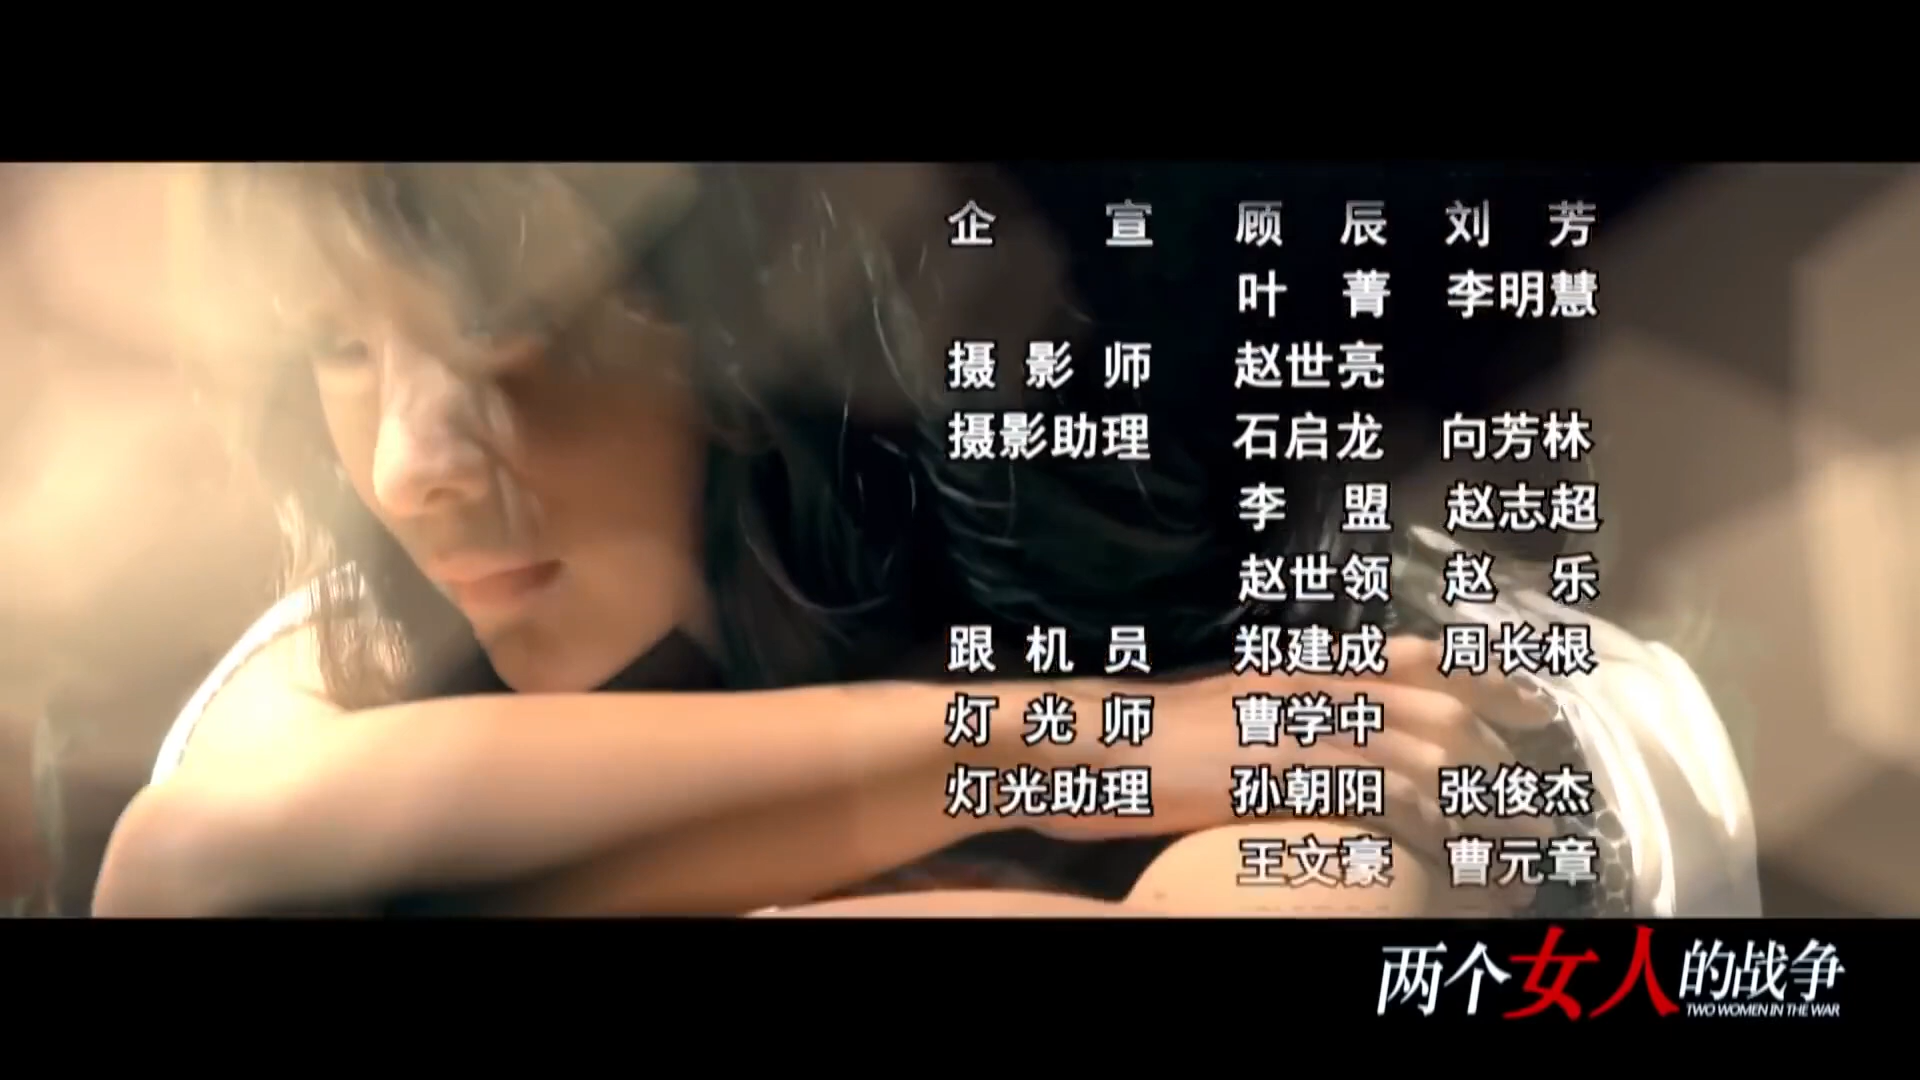 企宣 顾辰 刘芳
叶菁 李明慧
摄影师 赵世亮
摄影助理 石启龙 向芳林
李盟 赵志超
赵世领 赵乐
跟机员 郑建成 周长根
灯光师 曹学中
灯光助理 孙朝阳 张俊杰
王文豪 曹元章
两个女人的战争
TWO WOMEN IN THE WAR